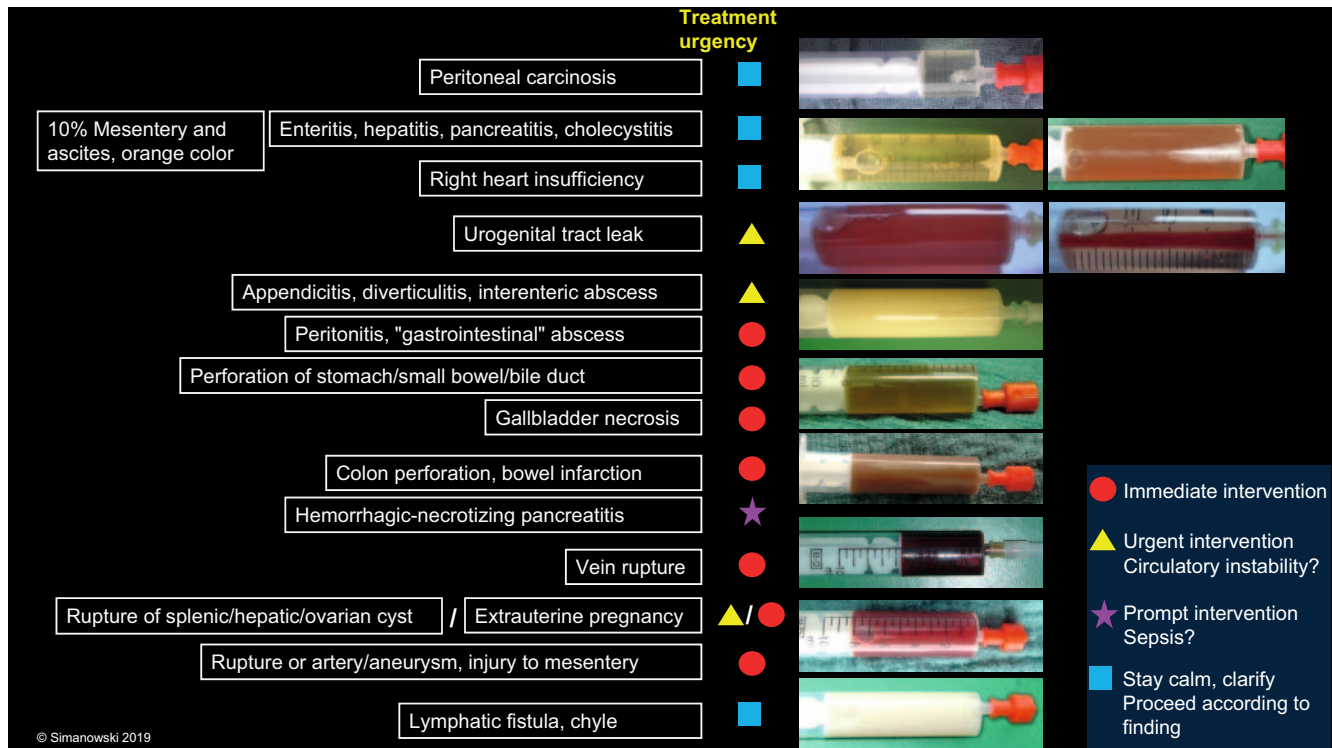 Treatment
urgency
Peritoneal carcinosis
10% Mesentery and
ascites, orange color
Enteritis, hepatitis, pancreatitis, cholecystitis
Right heart insufficiency
Urogenital tract leak
Appendicitis, diverticulitis, interenteric abscess
Peritonitis, "gastrointestinal" abscess
Perforation of stomach/small bowel/bile duct
Gallbladder necrosis
Colon perforation, bowel infarction
Hemorrhagic-necrotizing pancreatitis
Vein rupture
Rupture of splenic/hepatic/ovarian cyst / Extrauterine pregnancy /
Rupture or artery/aneurysm, injury to mesentery
Lymphatic fistula, chyle
Immediate intervention
Urgent intervention
Circulatory instability?
Prompt intervention
Sepsis?
Stay calm, clarify
Proceed according to
finding
© Simanowski 2019